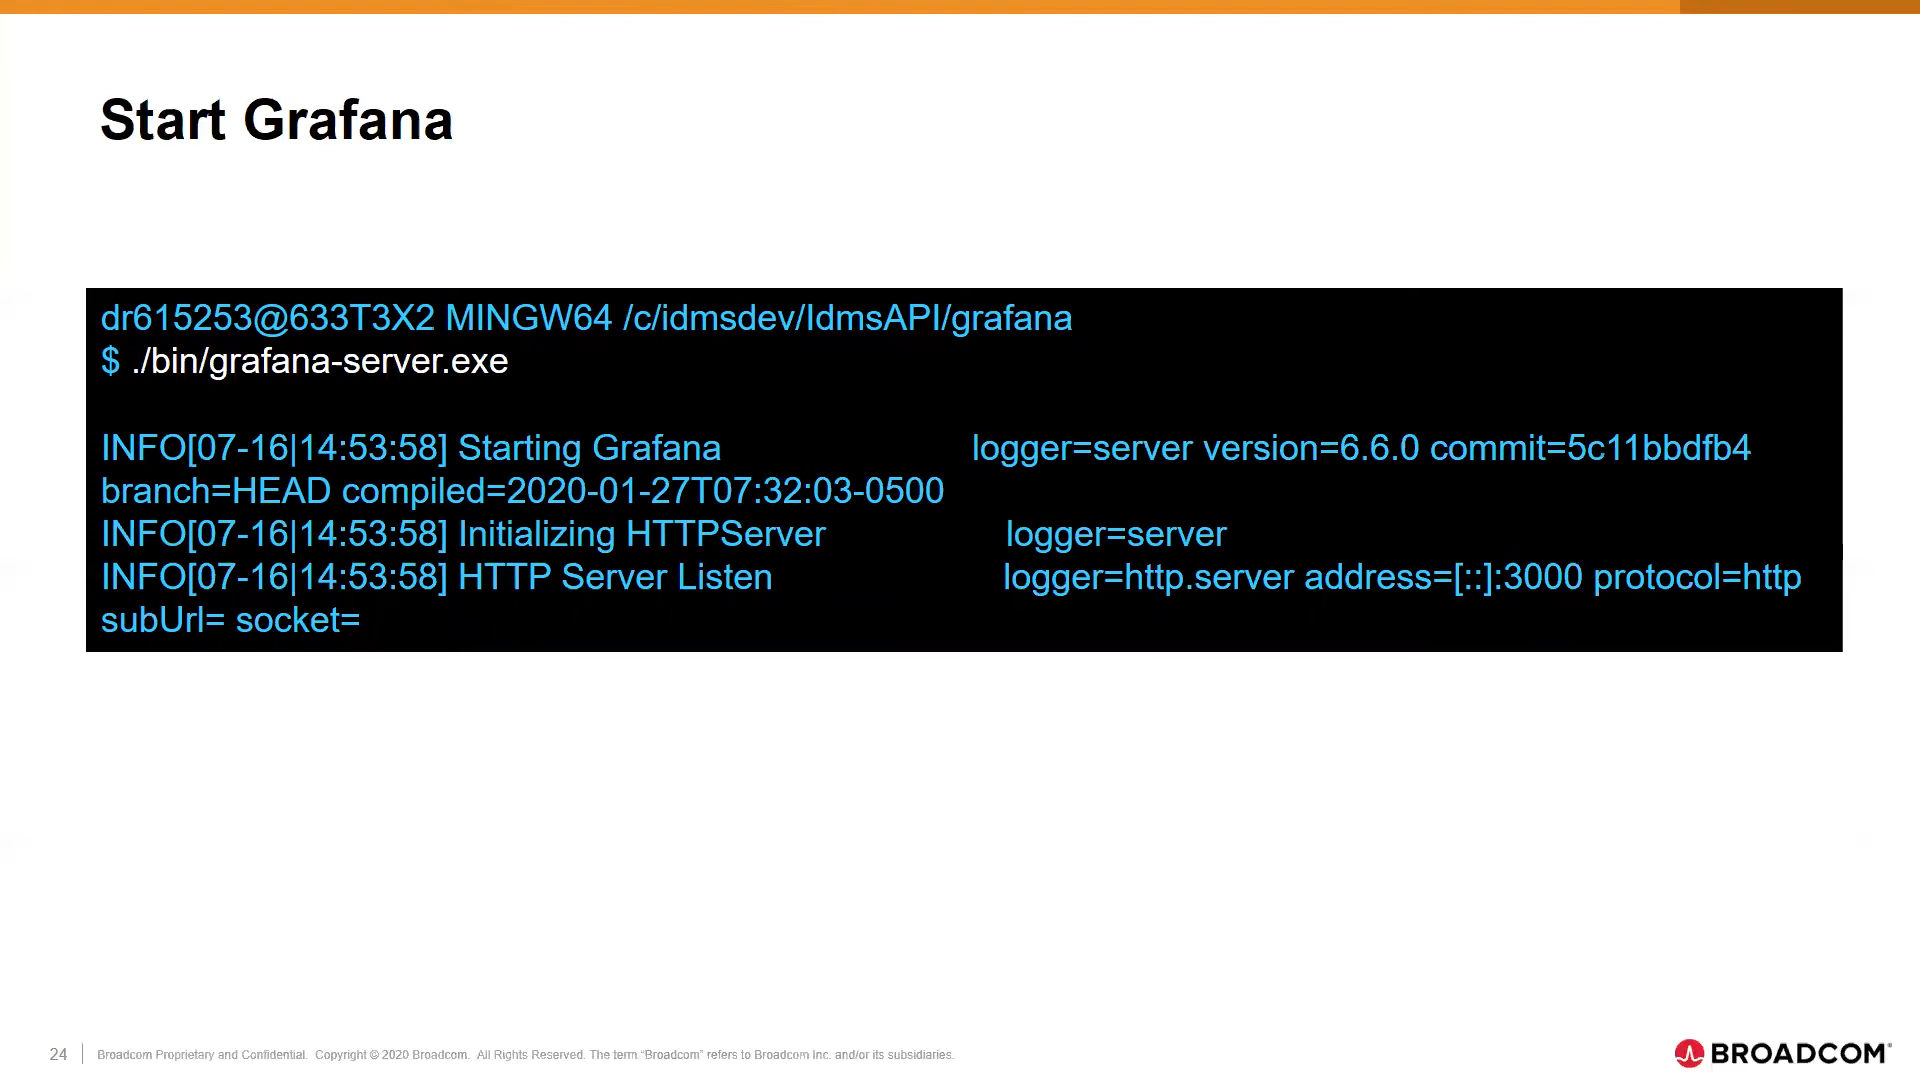 Start Grafana
dr615253@633T3X2 MINGW64 /c/idmsdev/IdmsAPI/grafana
$ ./bin/grafana-server.exe
INFO[07-16|14:53:58] Starting Grafana logger=server version=6.6.0 commit=5c11bbdfb4
branch=HEAD compiled=2020-01-27T07:32:03-0500
INFO[07-16|14:53:58] Initializing HTTPServer logger=server
INFO[07-16|14:53:58] HTTP Server Listen logger=http.server address=[::]:3000 protocol=http
subUrl= socket=
24 Broadcom Proprietary and Confidential. Copyright © 2020 Broadcom. All Rights Reserved. The term “Broadcom” refers to Broadcom Inc. and/or its subsidiaries.
BROADCOM®